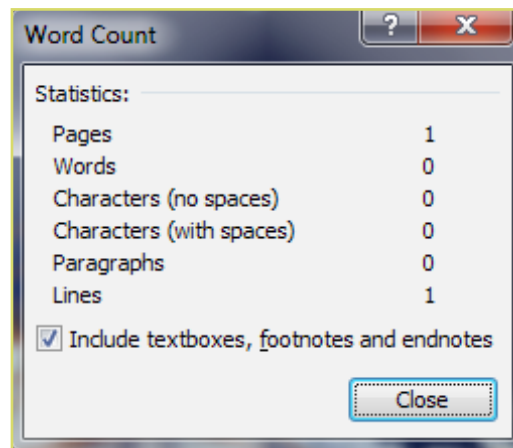 Word Count
?
X
Statistics:
Pages 1
Words 0
Characters (no spaces) 0
Characters (with spaces) 0
Paragraphs 0
Lines 1
Include textboxes, footnotes and endnotes
Close